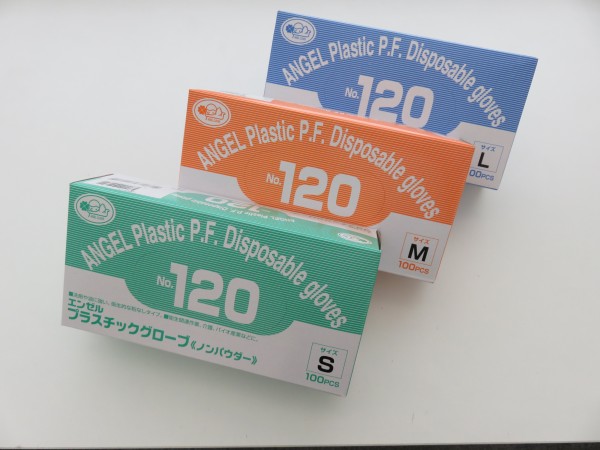 ANGEL Plastic P.F. Disposable gloves
No.120
サイズ
L
00PCS
ANGEL Plastic P.F. Disposable gloves
No.120
サイズ
M
100PCS
ANGEL Plastic P.F. Disposable gloves
No.120
エンゼル
プラスチックグローブ《ノンパウダー》
サイズ
S
100PCS